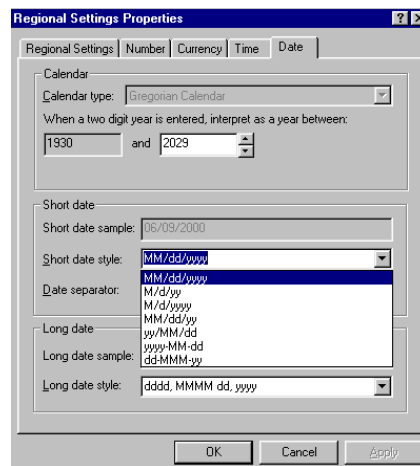 Regional Settings Properties
Regional Settings Number Currency Time Date
Calendar
Calendar type: Gregorian Calendar
When a two digit year is entered, interpret as a year between:
1930 and 2029
Short date
Short date sample: 06/09/2000
Short date style: MM/dd/yyyy
MM/dd/yyyy
Date separator:
M/d/yy
M/d/yyyy
MM/dd/yy
yy/MM/dd
yyyy-MM-dd
dd-MMM-yy
Long date
Long date sample:
Long date style: dddd, MMMM dd, yyyy
OK Cancel Apply